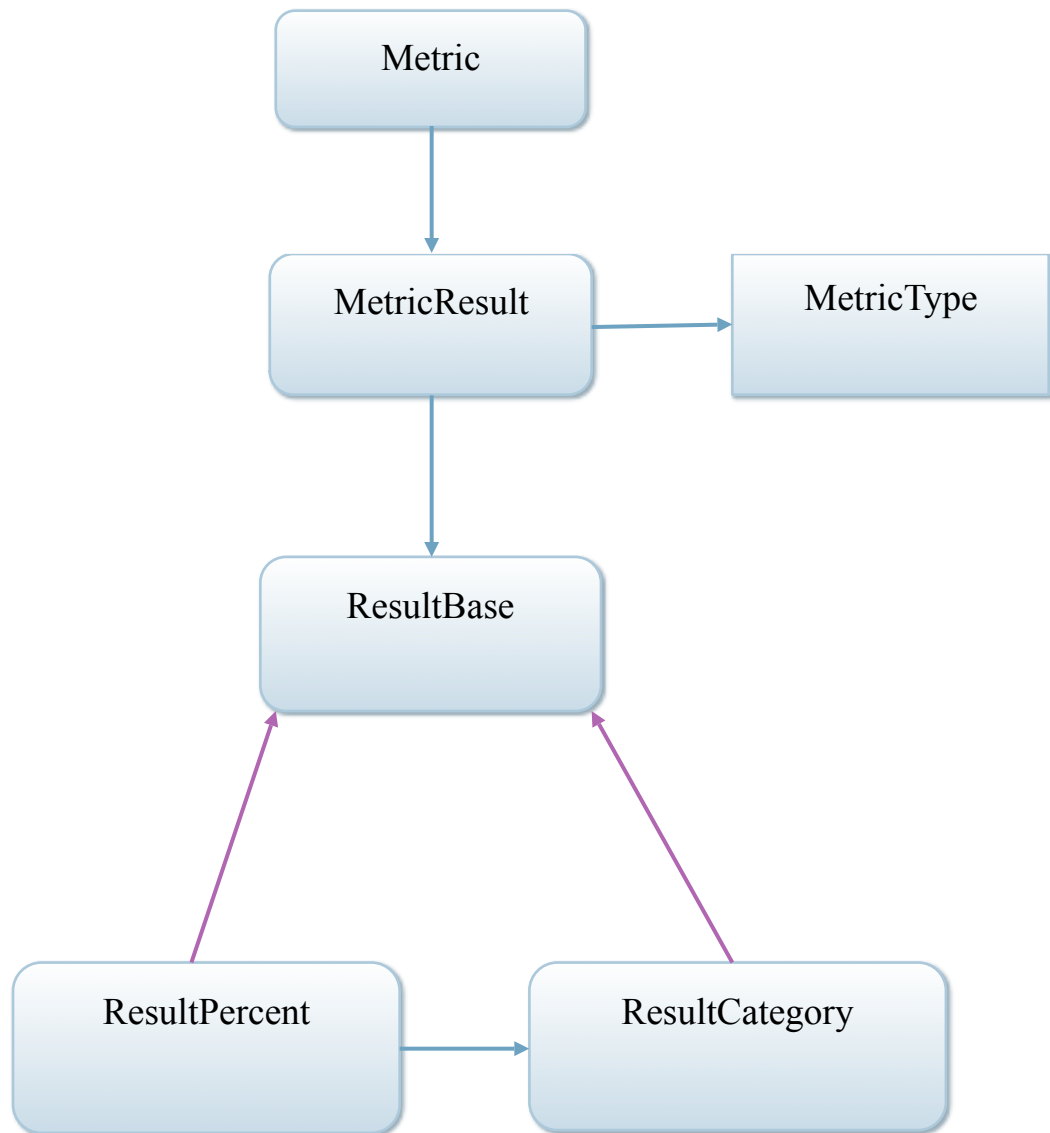 Metric
MetricResult
MetricType
ResultBase
ResultPercent
ResultCategory